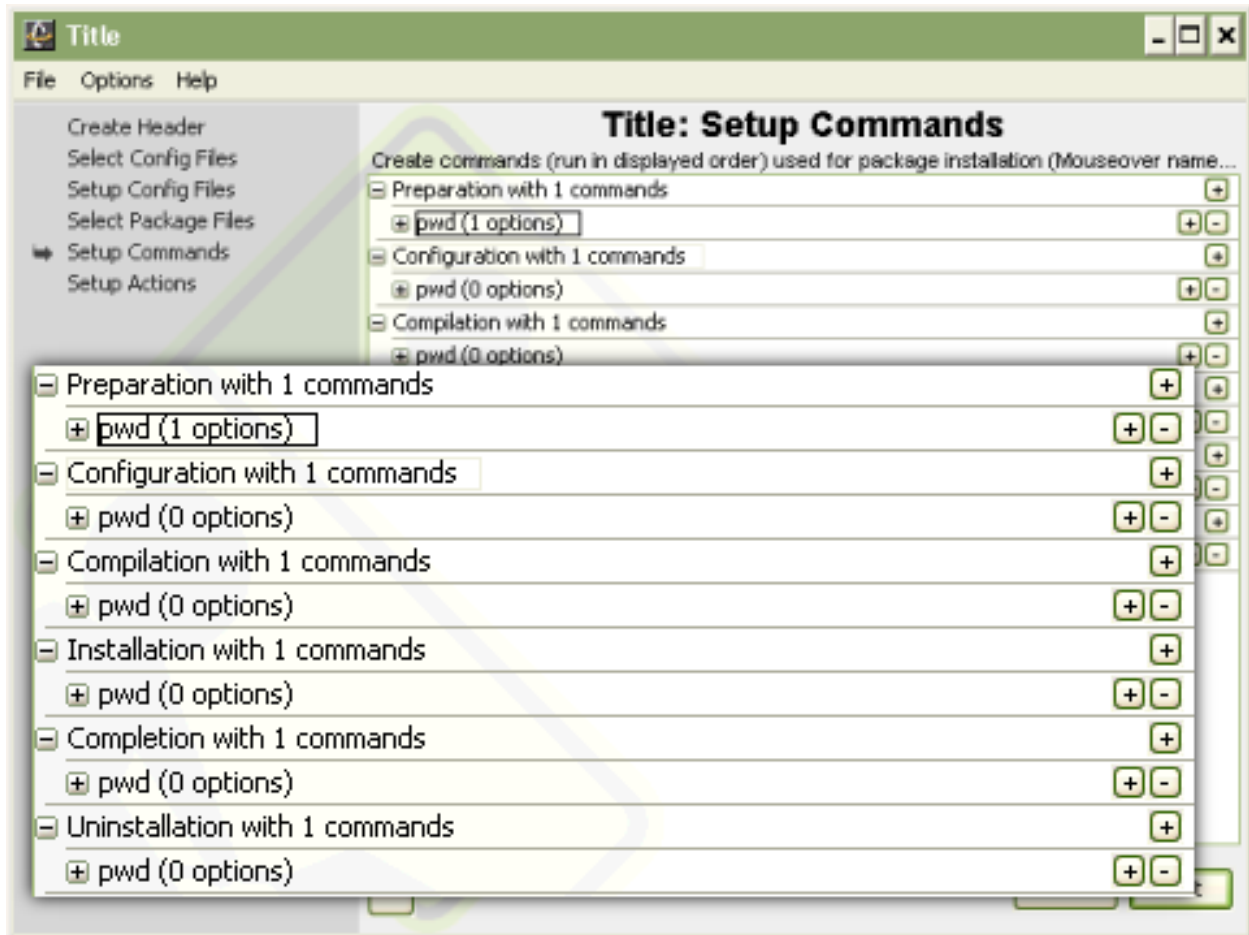 Title
File Options Help
Create Header
Select Config Files
Setup Config Files
Select Package Files
Setup Commands
Setup Actions
Title: Setup Commands
Create commands (run in displayed order) used for package installation (Mouseover name...
Preparation with 1 commands
pwd (1 options)
Configuration with 1 commands
pwd (0 options)
Compilation with 1 commands
pwd (0 options)
Preparation with 1 commands
pwd (1 options)
Configuration with 1 commands
pwd (0 options)
Compilation with 1 commands
pwd (0 options)
Installation with 1 commands
pwd (0 options)
Completion with 1 commands
pwd (0 options)
Uninstallation with 1 commands
pwd (0 options)